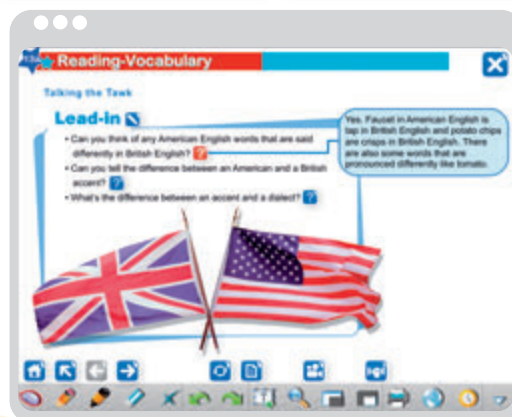 Reading-Vocabulary
Talking the Tawk
Lead-in
• Can you think of any American English words that are said
differently in British English? ?
• Can you tell the difference between an American and a British
accent? ?
• What's the difference between an accent and a dialect? ?
Yes. Faucet in American English is
tap in British English and potato chips
are crisps in British English. There
are also some words that are
pronounced differently like tomato.